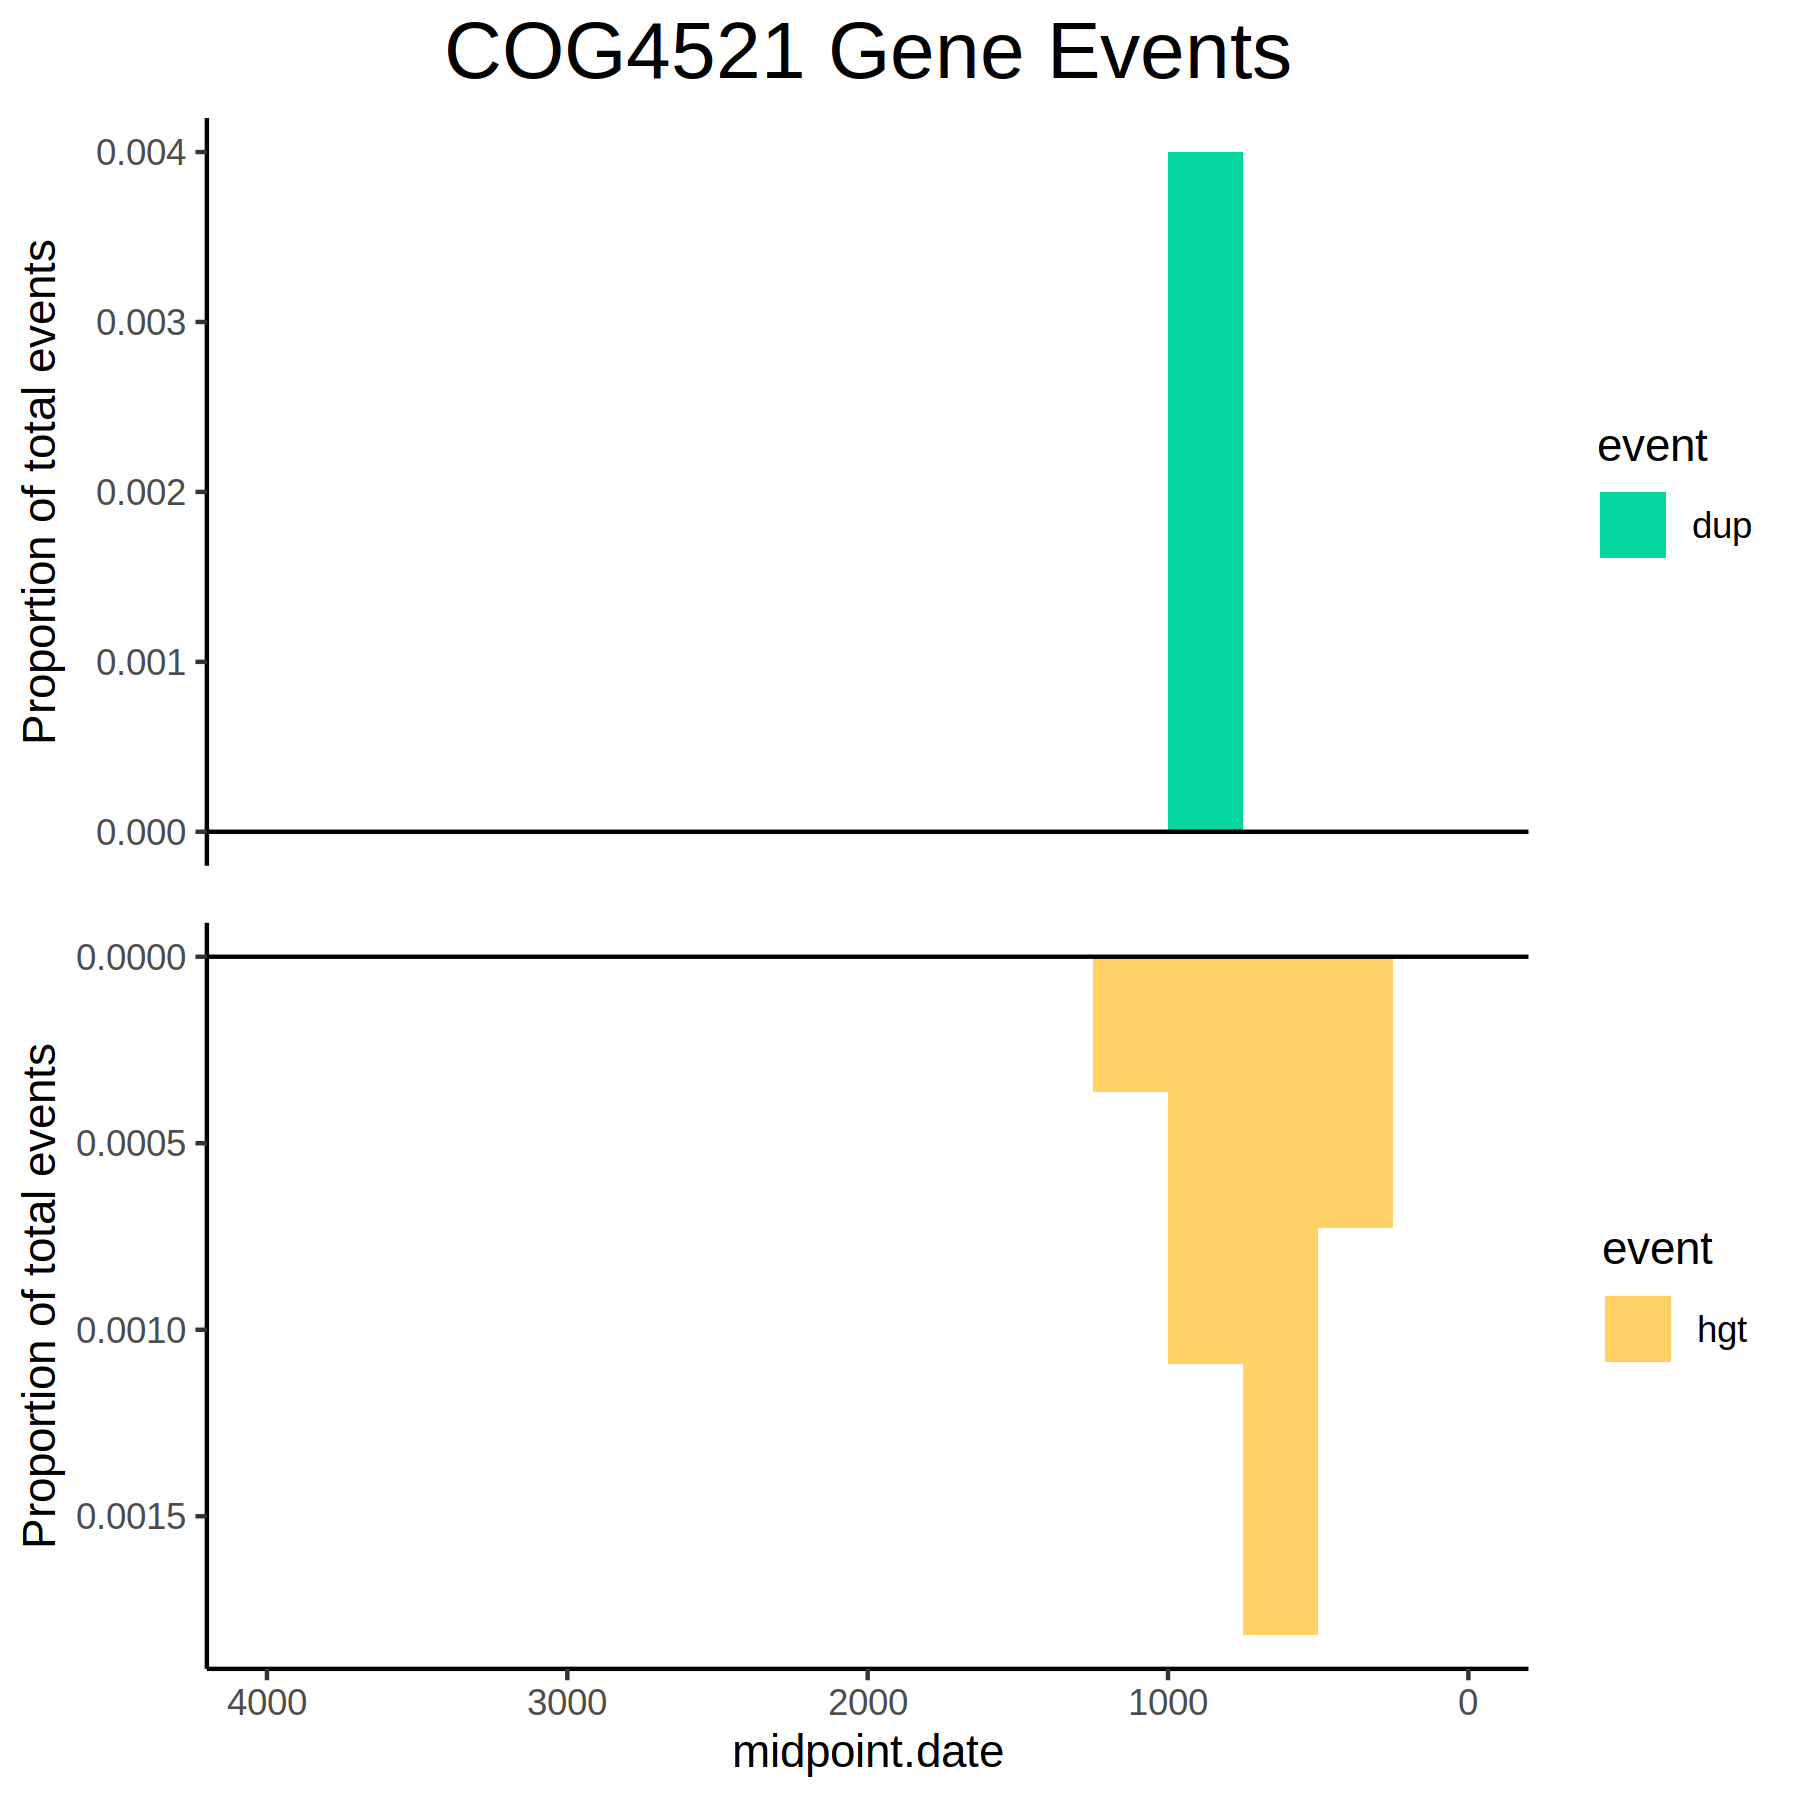 COG4521 Gene Events
Proportion of total events
0.004
0.003
0.002
0.001
0.000
event
dup
Proportion of total events
0.0000
0.0005
0.0010
0.0015
event
hgt
4000 3000 2000 1000 0
midpoint.date